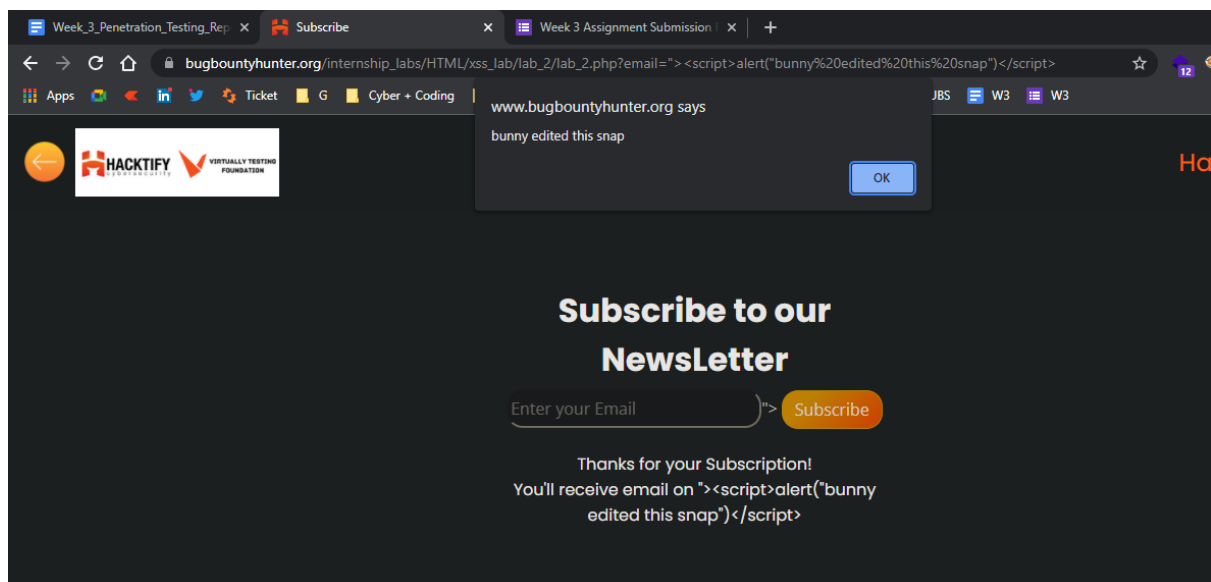 Week_3_Penetration_Testing_Rep
Subscribe
Week 3 Assignment Submission
bugbountyhunter.org/internship_labs/HTML/xss_lab/lab_2/lab_2.php?email="><script>alert("bunny%20edited%20this%20snap")</script>
12
Apps
Ticket
G
Cyber + Coding
JBS
W3
W3
www.bugbountyhunter.org says
bunny edited this snap
OK
HACKTIFY
cybersecurity
VIRTUALLY TESTING
FOUNDATION
Ha
Subscribe to our
NewsLetter
Enter your Email
">
Subscribe
Thanks for your Subscription!
You'll receive email on "><script>alert("bunny
edited this snap")</script>